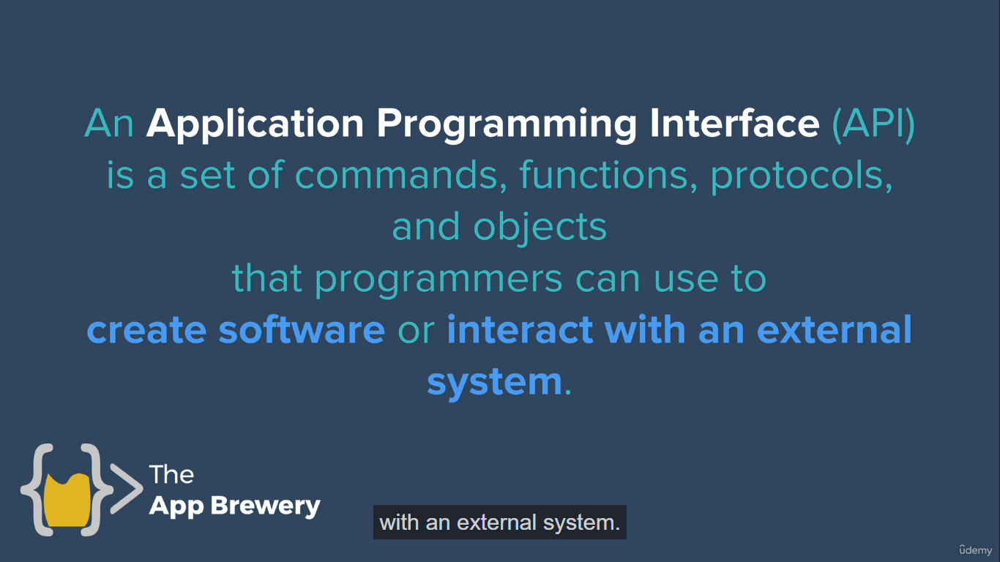 An Application Programming Interface (API)
is a set of commands, functions, protocols,
and objects
that programmers can use to
create software or interact with an external
system.
The
App Brewery
with an external system.
ûdemy